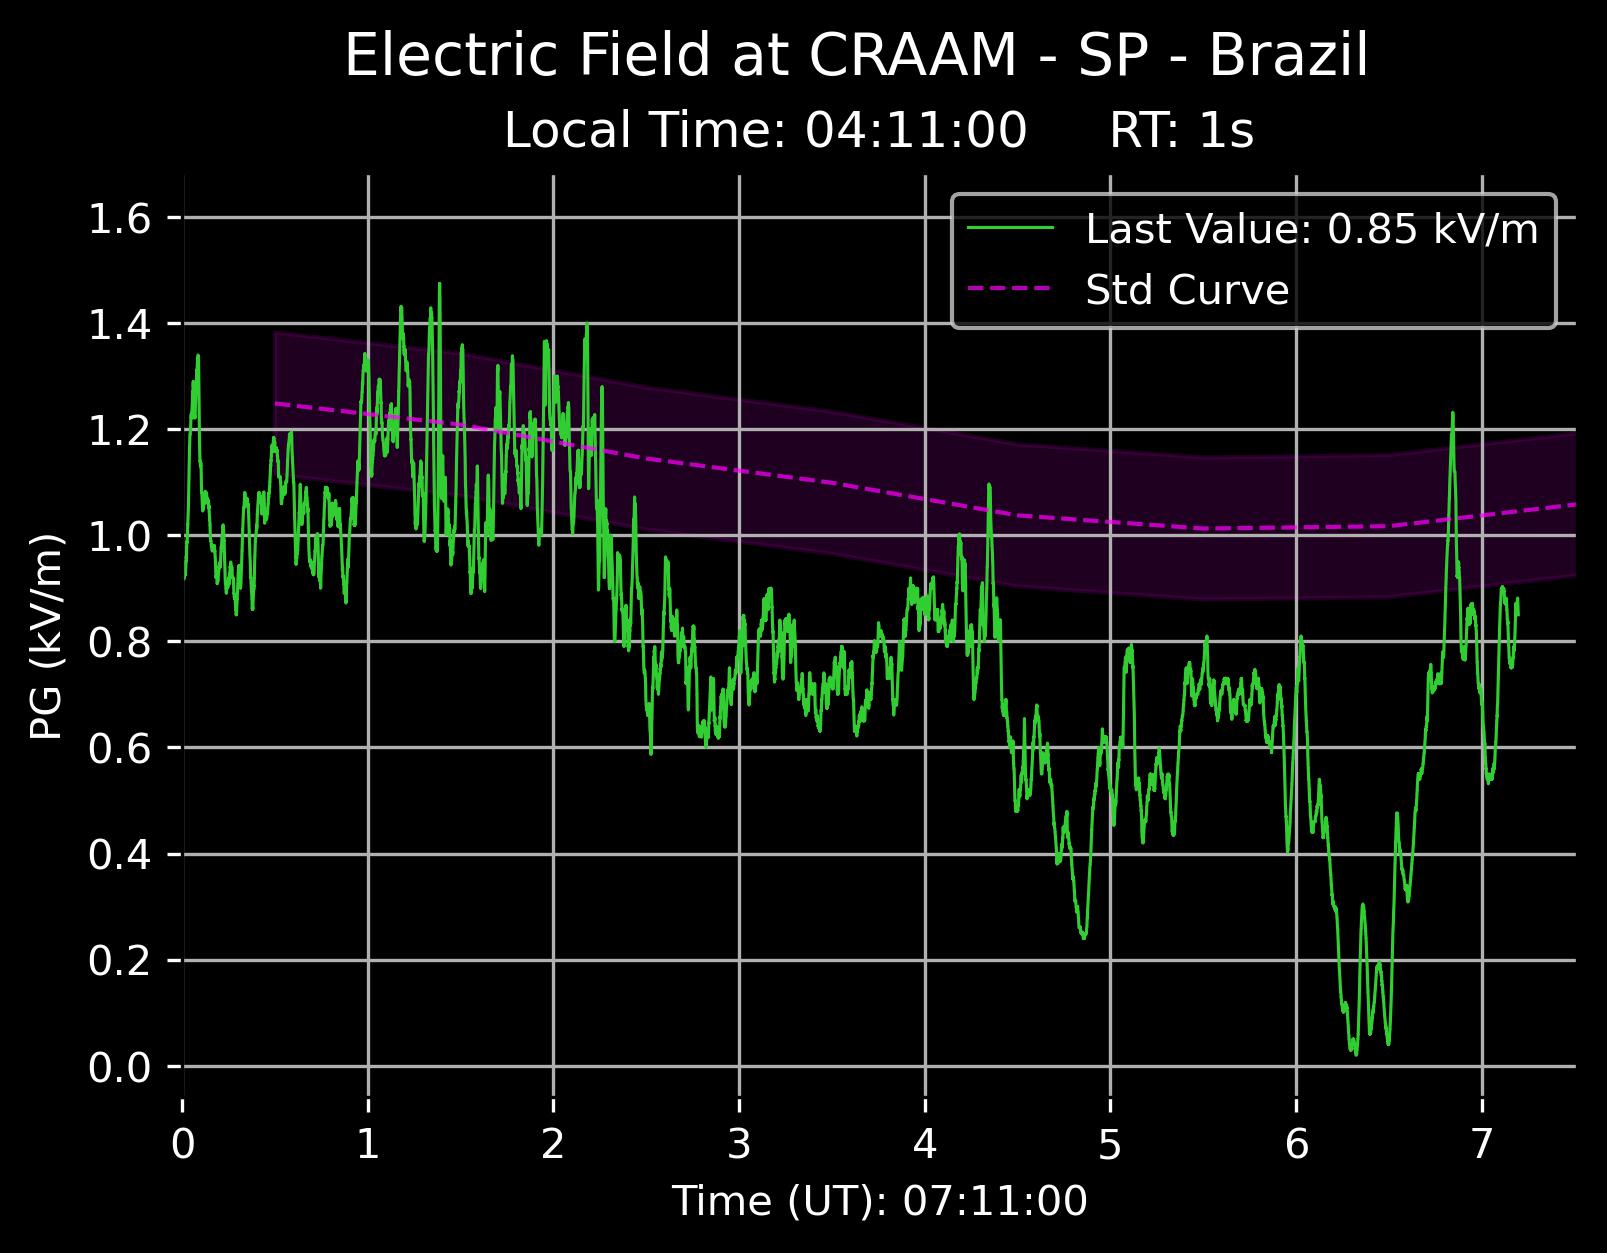 Electric Field at CRAAM - SP - Brazil
Local Time: 04:11:00 RT: 1s
Last Value: 0.85 kV/m
Std Curve
PG (kV/m)
1.6
1.4
1.2
1.0
0.8
0.6
0.4
0.2
0.0
0 1 2 3 4 5 6 7
Time (UT): 07:11:00